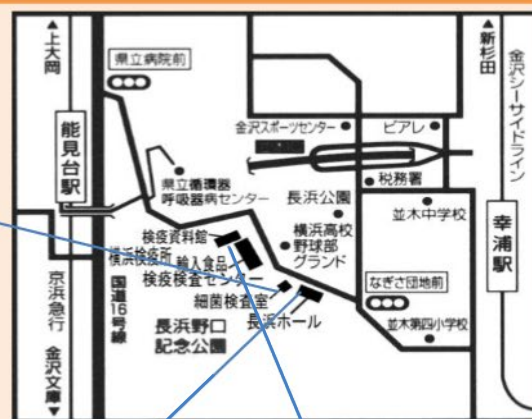 ▲上大岡
県立病院前
▲新杉田
金沢シーサイドライン
能見台駅
金沢スポーツセンター
ピアレ
県立循環器
呼吸器病センター
税務署
長浜公園
並木中学校
幸浦駅
検疫資料館
横浜検疫所
輸入食品
検疫検査センター
横浜高校
野球部
グランド
なぎさ団地前
国道16号線
細菌検査室
長浜ホール
長浜野口
記念公園
並木第四小学校
京浜急行
金沢文庫▼